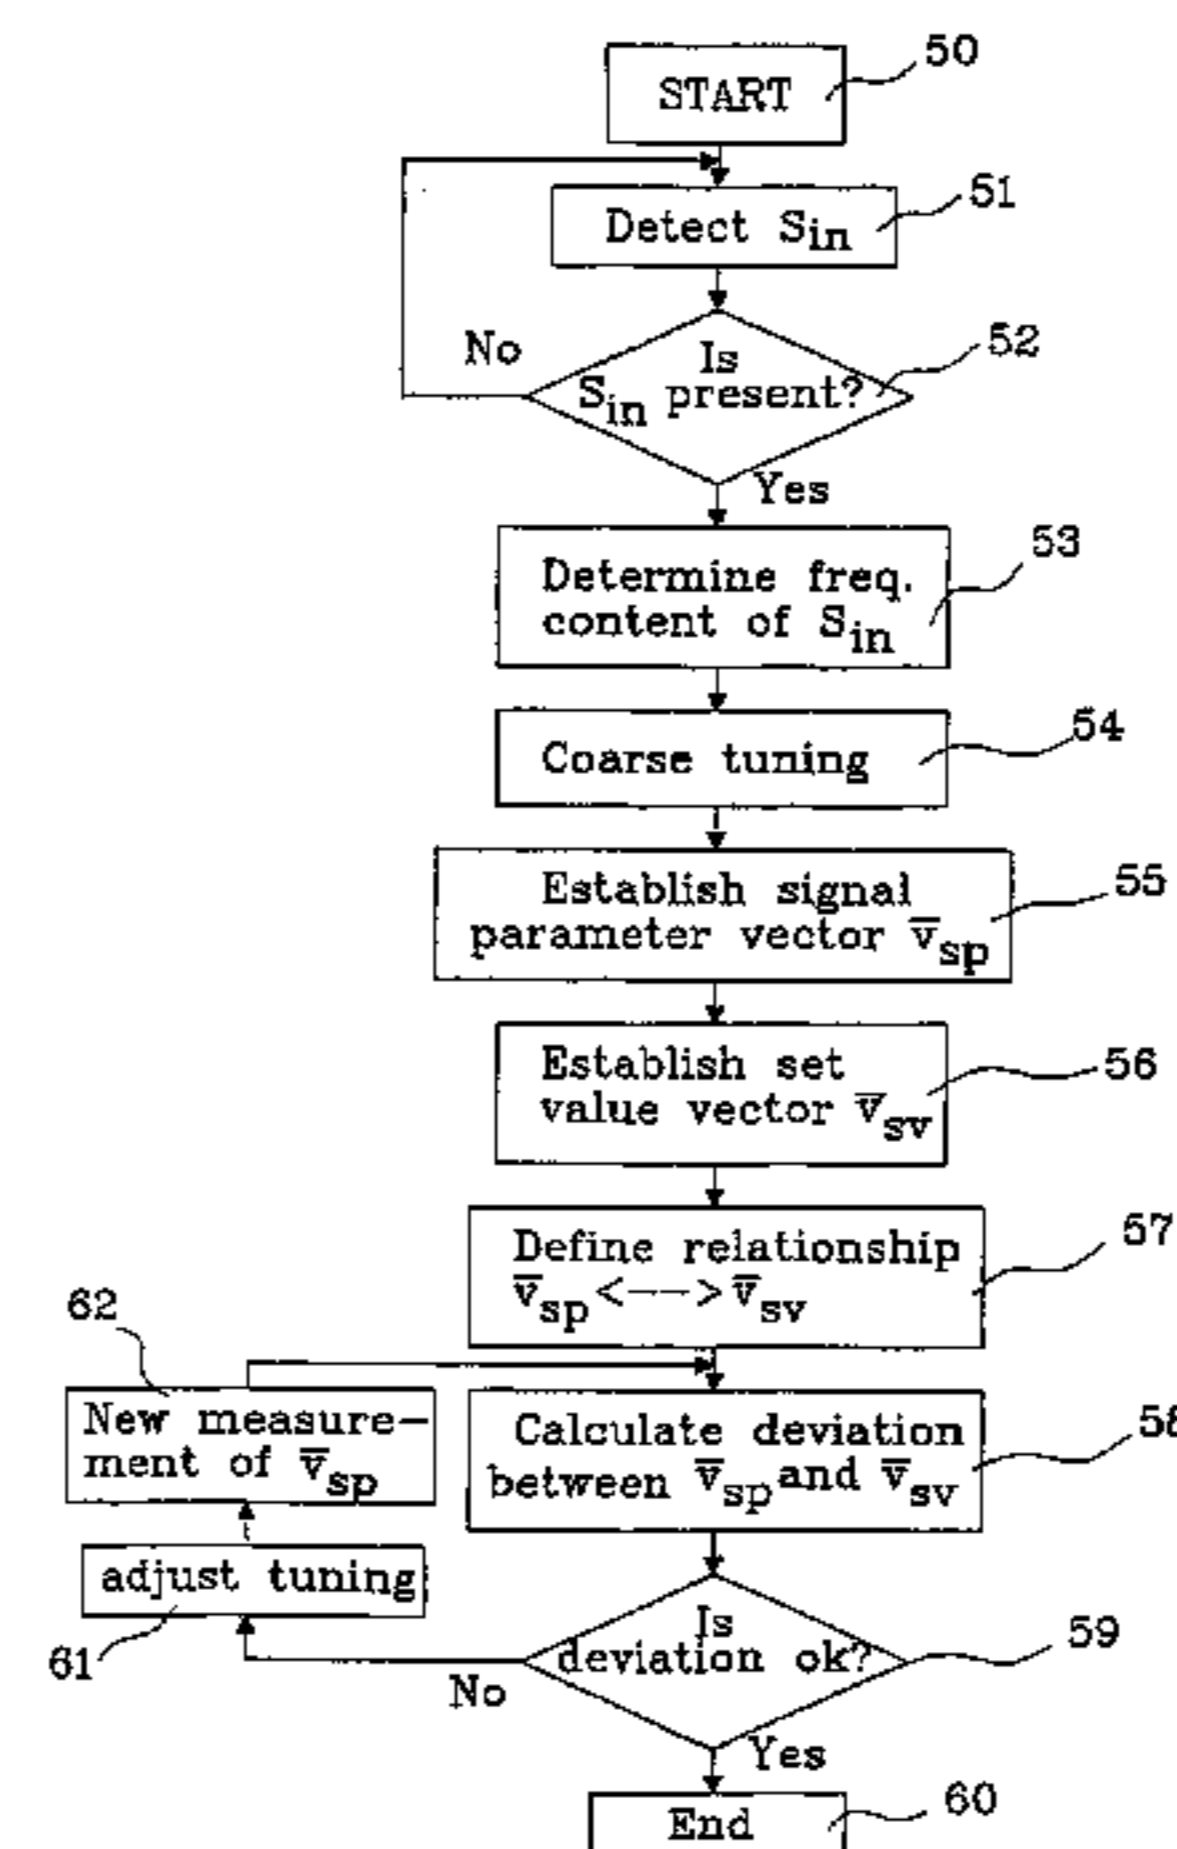 50
START
51
Detect Sin
No
Is
Sin present?
52
Yes
53
Determine freq.
content of Sin
54
Coarse tuning
Establish signal
parameter vector v̅sp
55
Establish set
value vector v̅sv
56
Define relationship
v̅sp<-->v̅sv
57
62
New measure-
ment of v̅sp
Calculate deviation
between v̅sp and v̅sv
58
adjust tuning
61
Is
deviation ok?
59
No
Yes
End
60